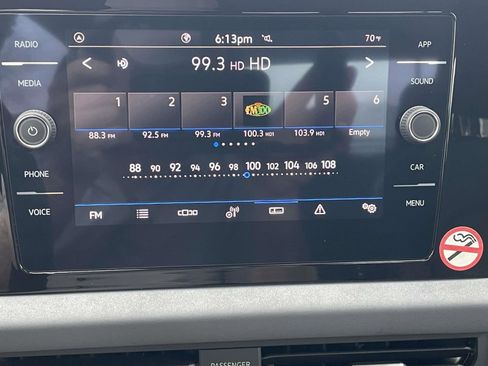 RADIO
MEDIA
PHONE
VOICE
6:13pm
70°F
99.3 HD HD
1 2 3 5 6
FM100
88.3 FM 92.5 FM 99.3 FM 100.3 HD1 103.9 HD1 Empty
88 90 92 94 96 98 100 102 104 106 108
FM
APP
SOUND
CAR
MENU
PASSENGER